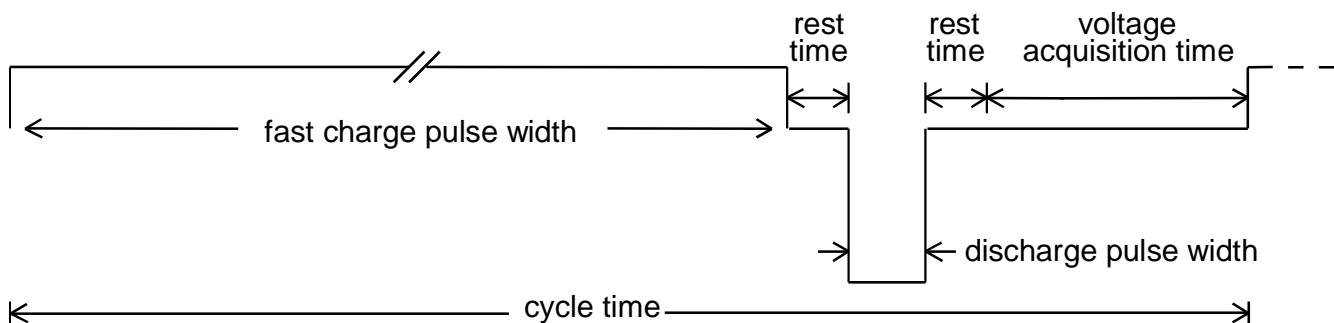 rest
time
rest
time
voltage
acquisition time
fast charge pulse width
discharge pulse width
cycle time